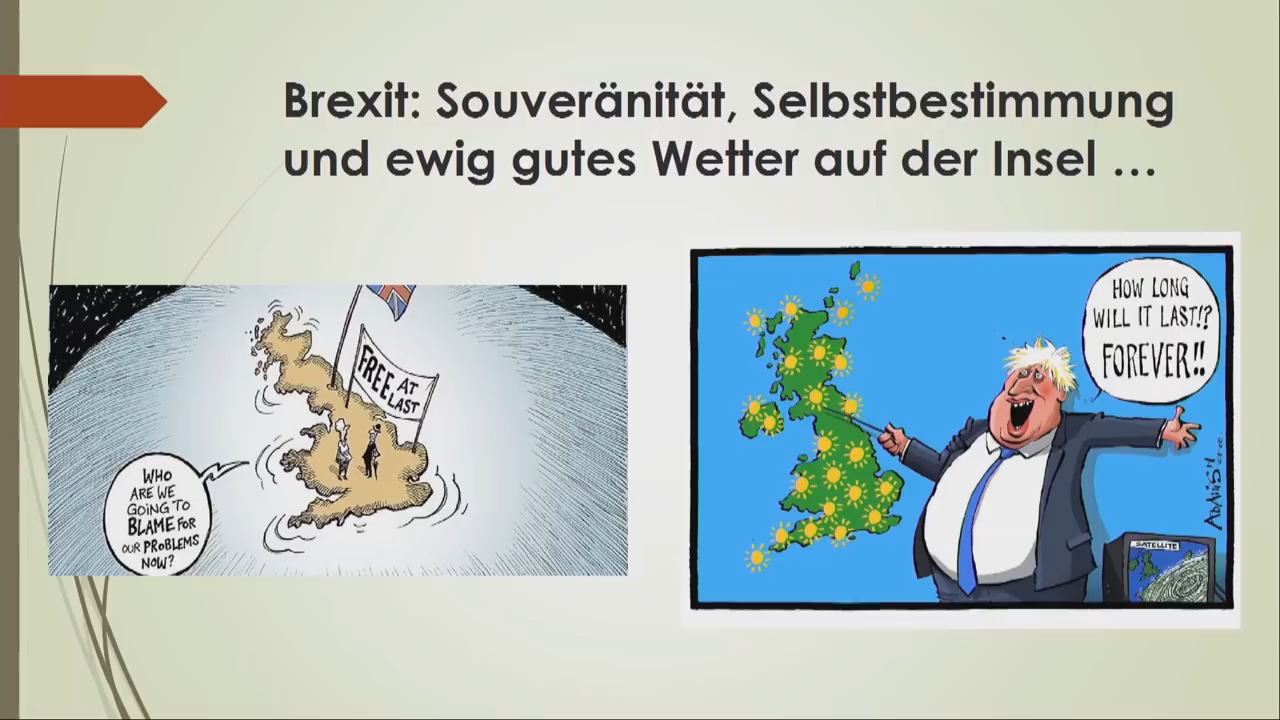 Brexit: Souveränität, Selbstbestimmung
und ewig gutes Wetter auf der Insel …
FREE AT
LAST
WHO
ARE WE
GOING TO
BLAME FOR
OUR PROBLEMS
NOW?
HOW LONG
WILL IT LAST!?
FOREVER!!
SATELLITE